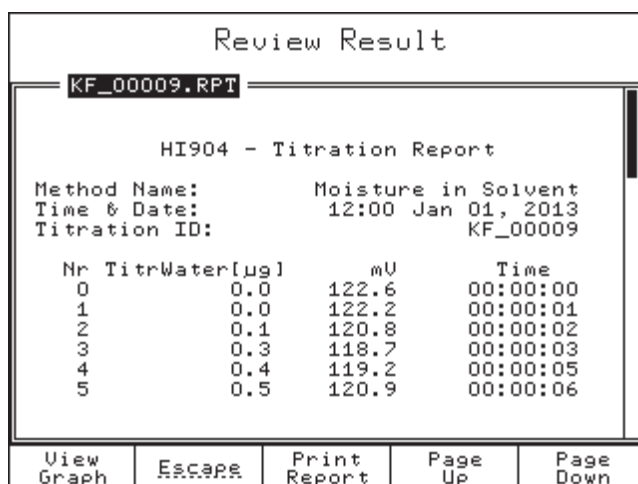 Review Result
KF_00009.RPT
HI904 - Titration Report
Method Name: Moisture in Solvent
Time & Date: 12:00 Jan 01, 2013
Titration ID: KF_00009
Nr TitrWater[µg] mV Time
0 0.0 122.6 00:00:00
1 0.0 122.2 00:00:01
2 0.1 120.8 00:00:02
3 0.3 118.7 00:00:03
4 0.4 119.2 00:00:05
5 0.5 120.9 00:00:06
View Graph Escape Print Report Page Up Page Down